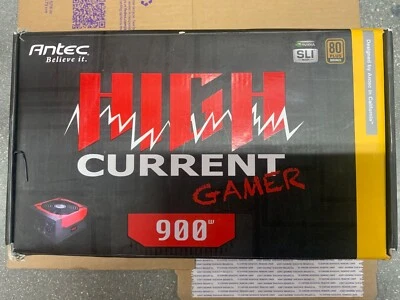 Antec
Believe it.
SLI
80
Designed by Antec in California
HIGH
CURRENT
GAMER
900W